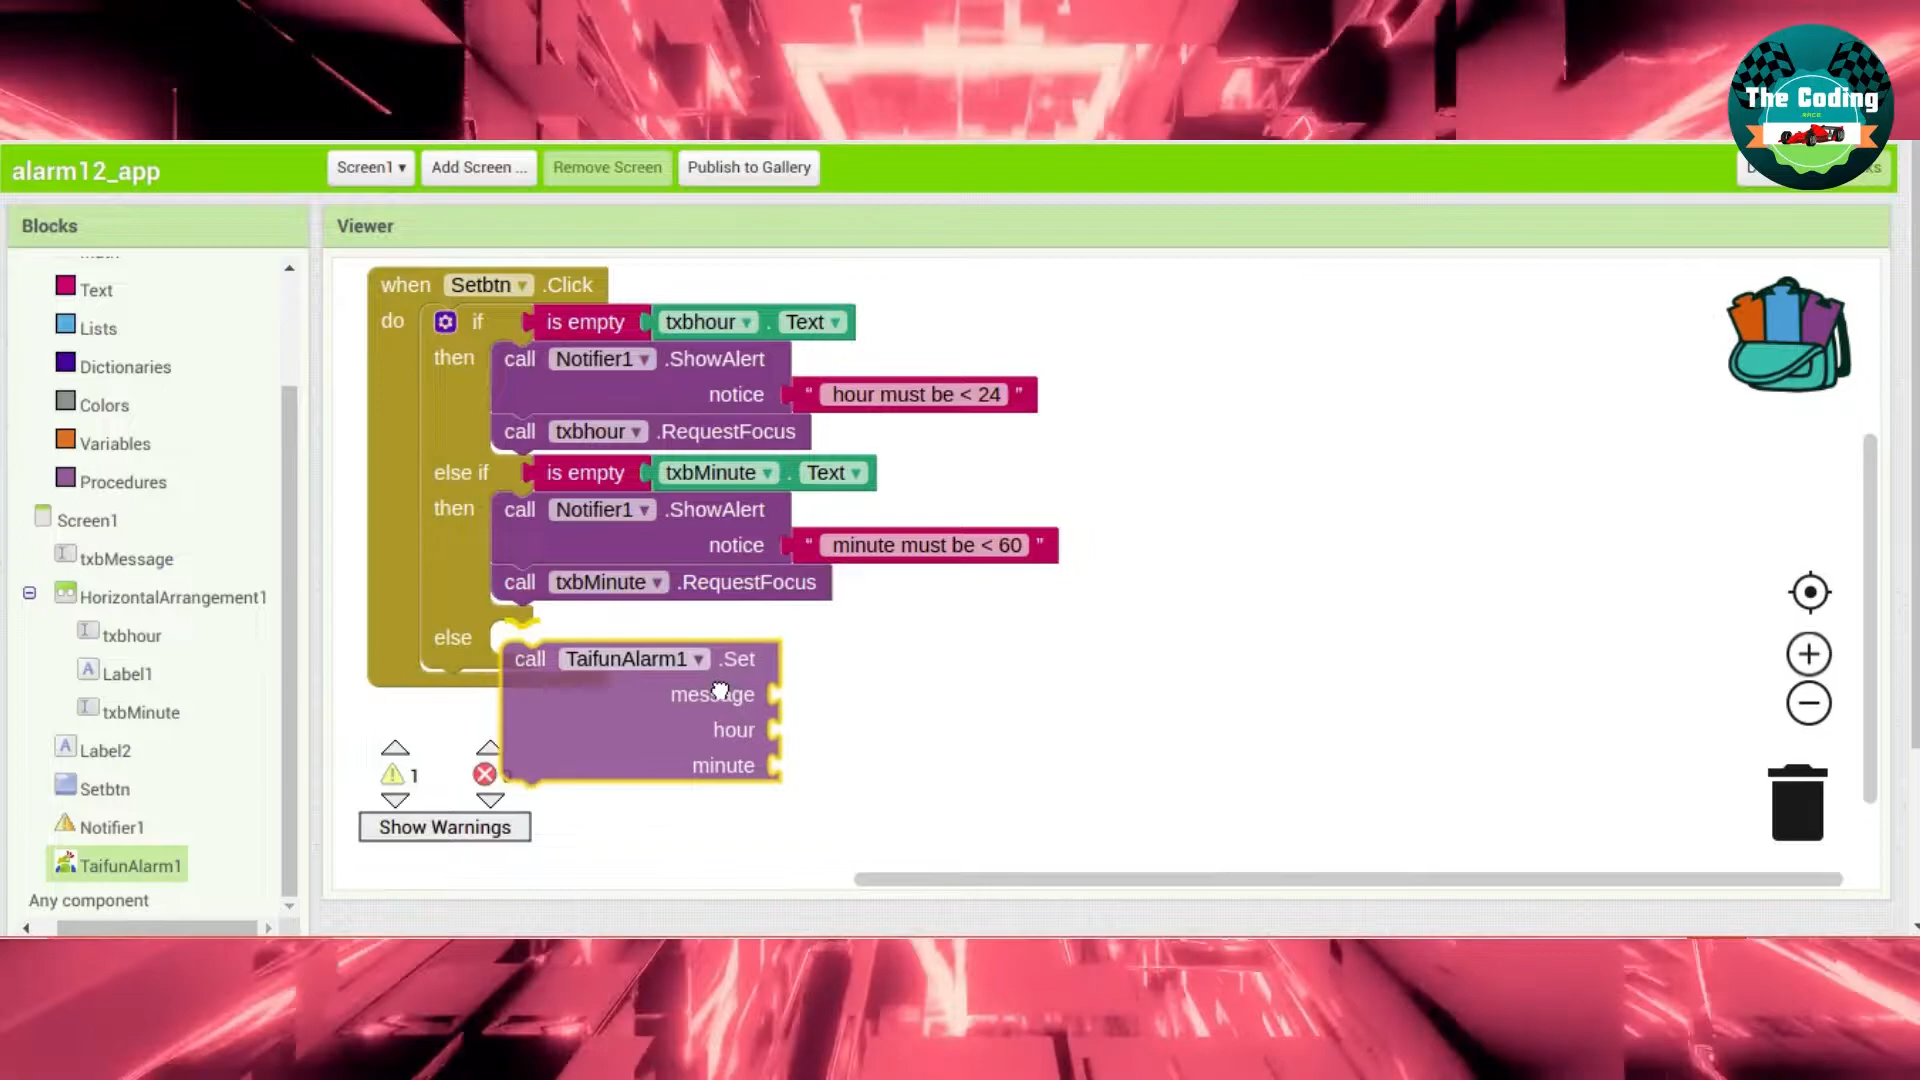 The Coding
RACE
alarm12_app
Screen1 ▾
Add Screen ...
Remove Screen
Publish to Gallery
Blocks
Viewer
Text
Lists
Dictionaries
Colors
Variables
Procedures
Screen1
txbMessage
HorizontalArrangement1
txbhour
Label1
txbMinute
Label2
Setbtn
Notifier1
TaifunAlarm1
Any component
when Setbtn ▾ .Click
do if is empty txbhour ▾ . Text ▾
then call Notifier1 ▾ .ShowAlert
notice “ hour must be < 24 ”
call txbhour ▾ .RequestFocus
else if is empty txbMinute ▾ . Text ▾
then call Notifier1 ▾ .ShowAlert
notice “ minute must be < 60 ”
call txbMinute ▾ .RequestFocus
else
call TaifunAlarm1 ▾ .Set
message
hour
minute
1
Show Warnings